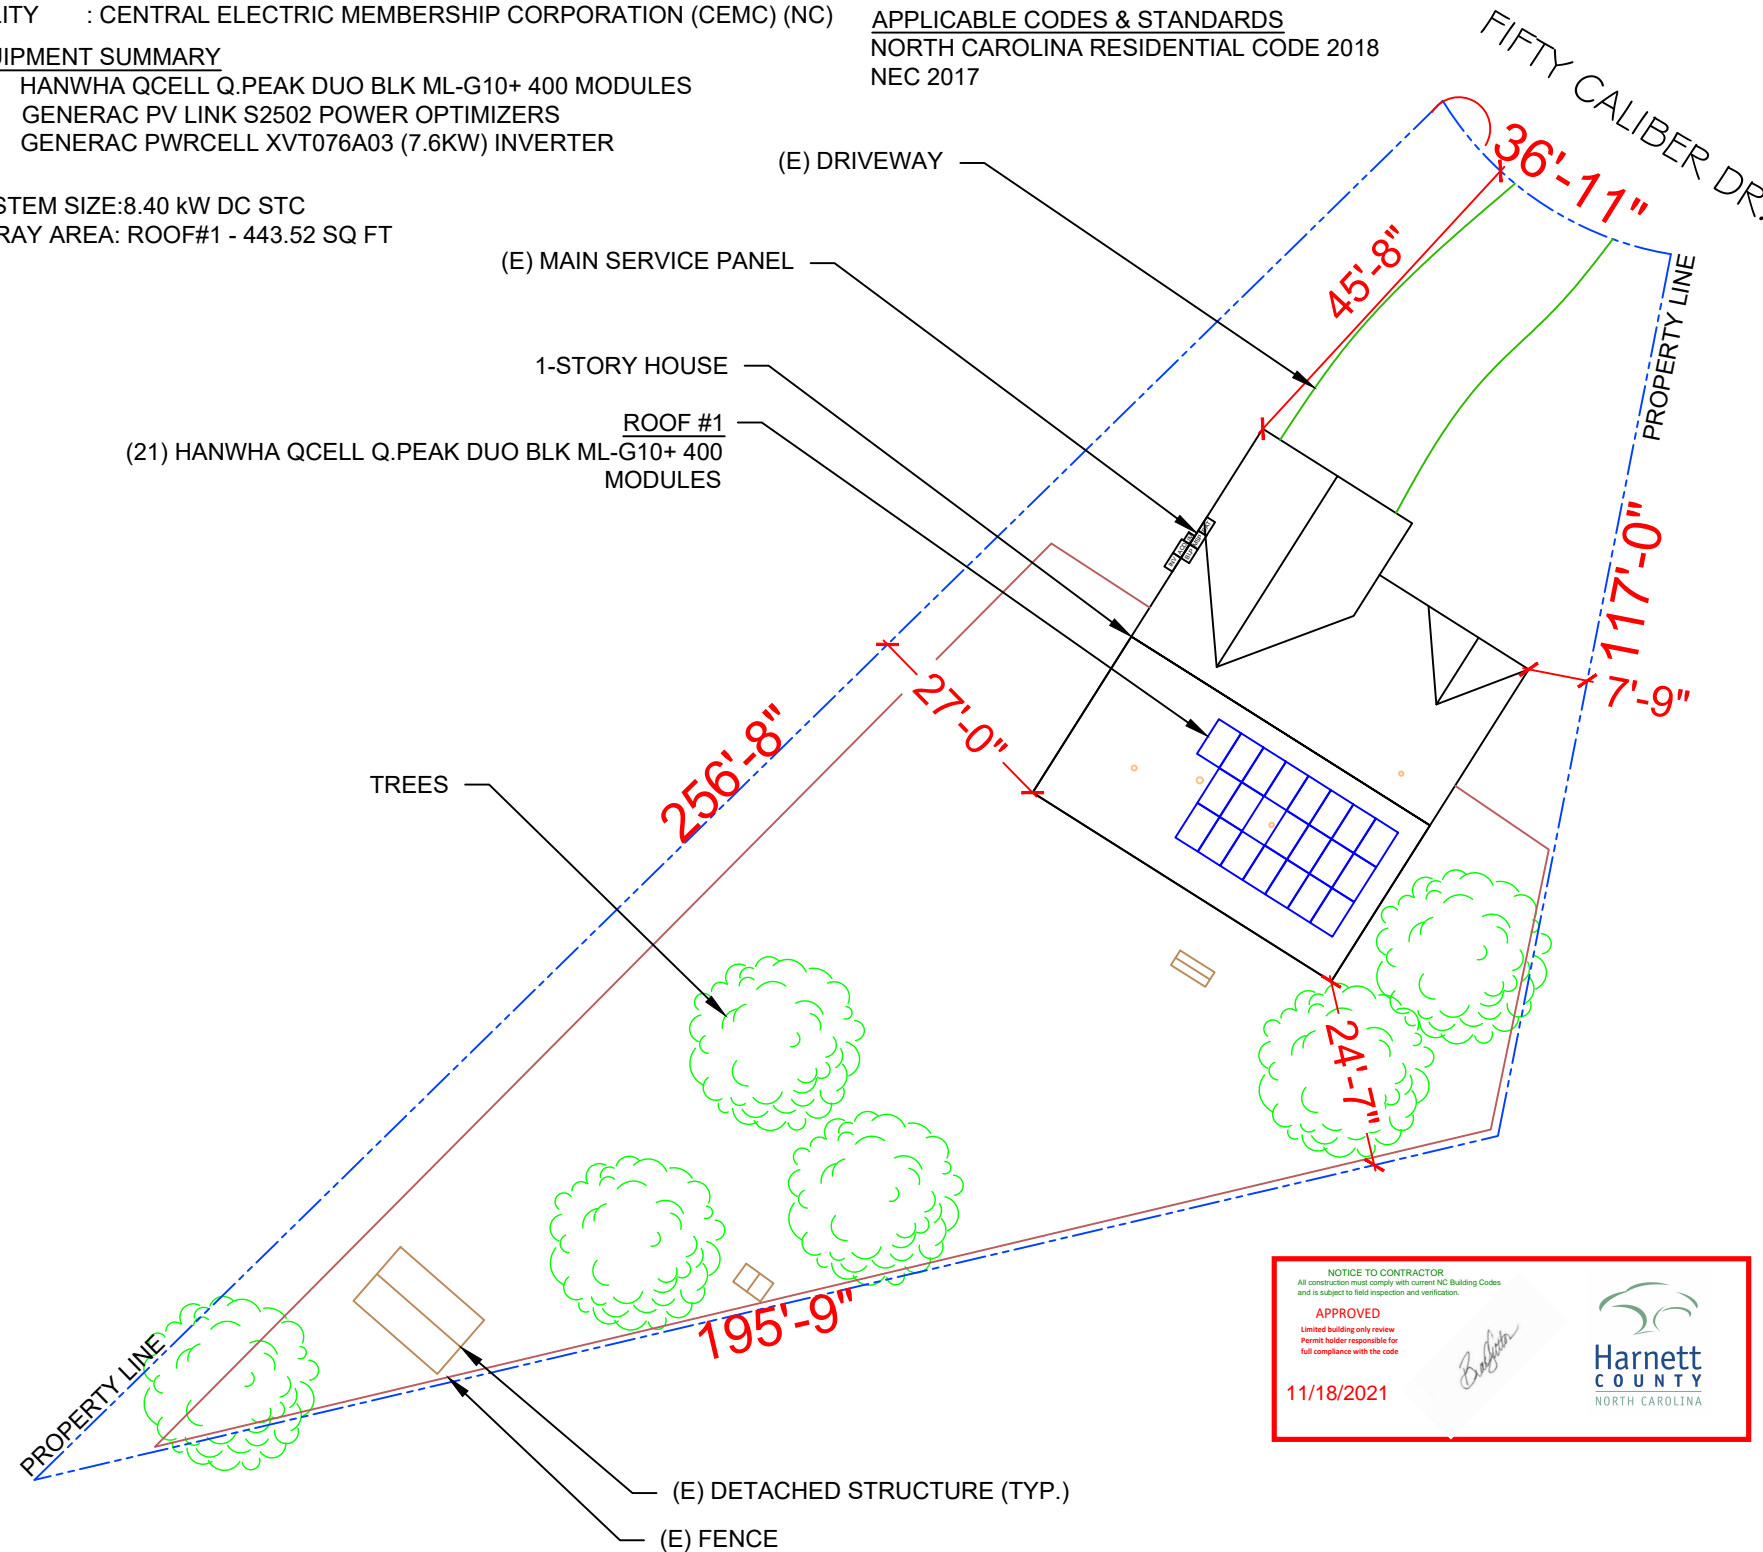 LITY : CENTRAL ELECTRIC MEMBERSHIP CORPORATION (CEMC) (NC)
UIPMENT SUMMARY
HANWHA QCELL Q.PEAK DUO BLK ML-G10+ 400 MODULES
GENERAC PV LINK S2502 POWER OPTIMIZERS
GENERAC PWRCELL XVT076A03 (7.6KW) INVERTER
STEM SIZE:8.40 kW DC STC
RAY AREA: ROOF#1 - 443.52 SQ FT
APPLICABLE CODES & STANDARDS
NORTH CAROLINA RESIDENTIAL CODE 2018
NEC 2017
FIFTY CALIBER DR.
36'-11"
(E) DRIVEWAY
45'-8"
(E) MAIN SERVICE PANEL
PROPERTY LINE
1-STORY HOUSE
ROOF #1
(21) HANWHA QCELL Q.PEAK DUO BLK ML-G10+ 400
MODULES
117'-0"
7'-9"
27'-0"
256'-8"
TREES
24'-7"
195'-9"
PROPERTY LINE
(E) DETACHED STRUCTURE (TYP.)
(E) FENCE
NOTICE TO CONTRACTOR
All construction must comply with current NC Building Codes
and is subject to field inspection and verification.
APPROVED
Limited building only review
Permit holder responsible for
full compliance with the code
11/18/2021
Harnett
COUNTY
NORTH CAROLINA